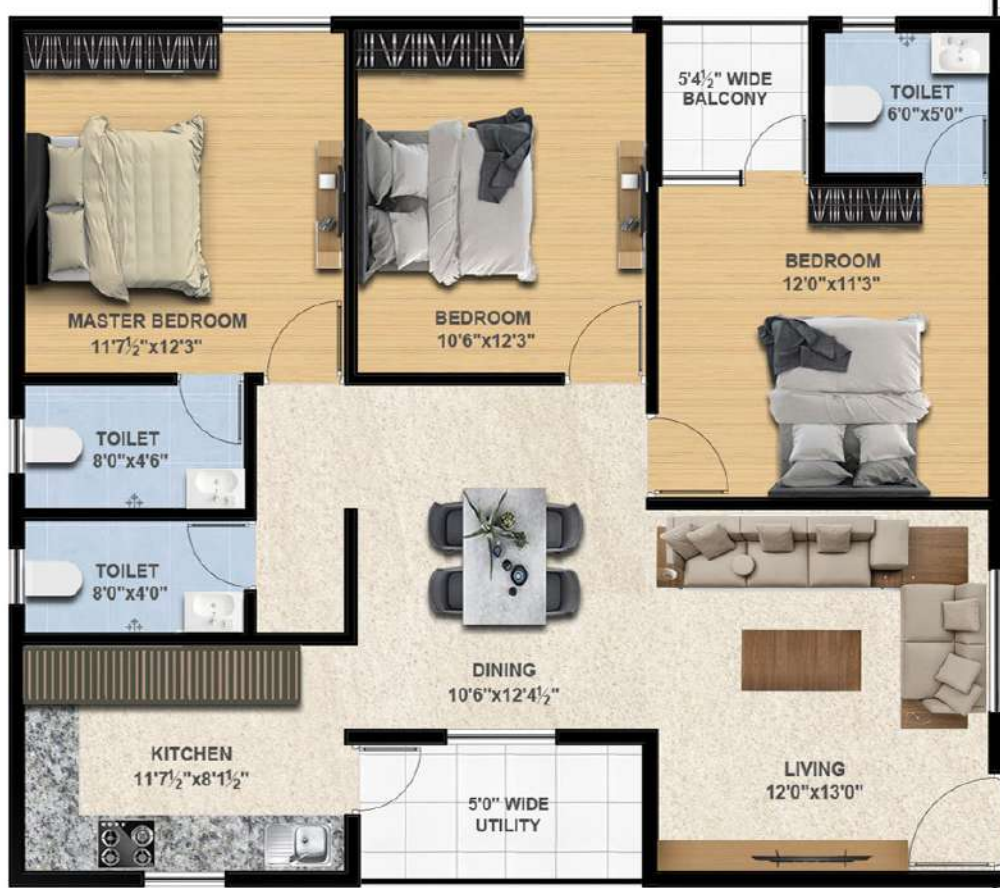 5'4½" WIDE
BALCONY
TOILET
6'0"x5'0"
BEDROOM
12'0"x11'3"
MASTER BEDROOM
11'7½"x12'3"
BEDROOM
10'6"x12'3"
TOILET
8'0"x4'6"
TOILET
8'0"x4'0"
DINING
10'6"x12'4½"
KITCHEN
11'7½"x8'1½"
5'0" WIDE
UTILITY
LIVING
12'0"x13'0"